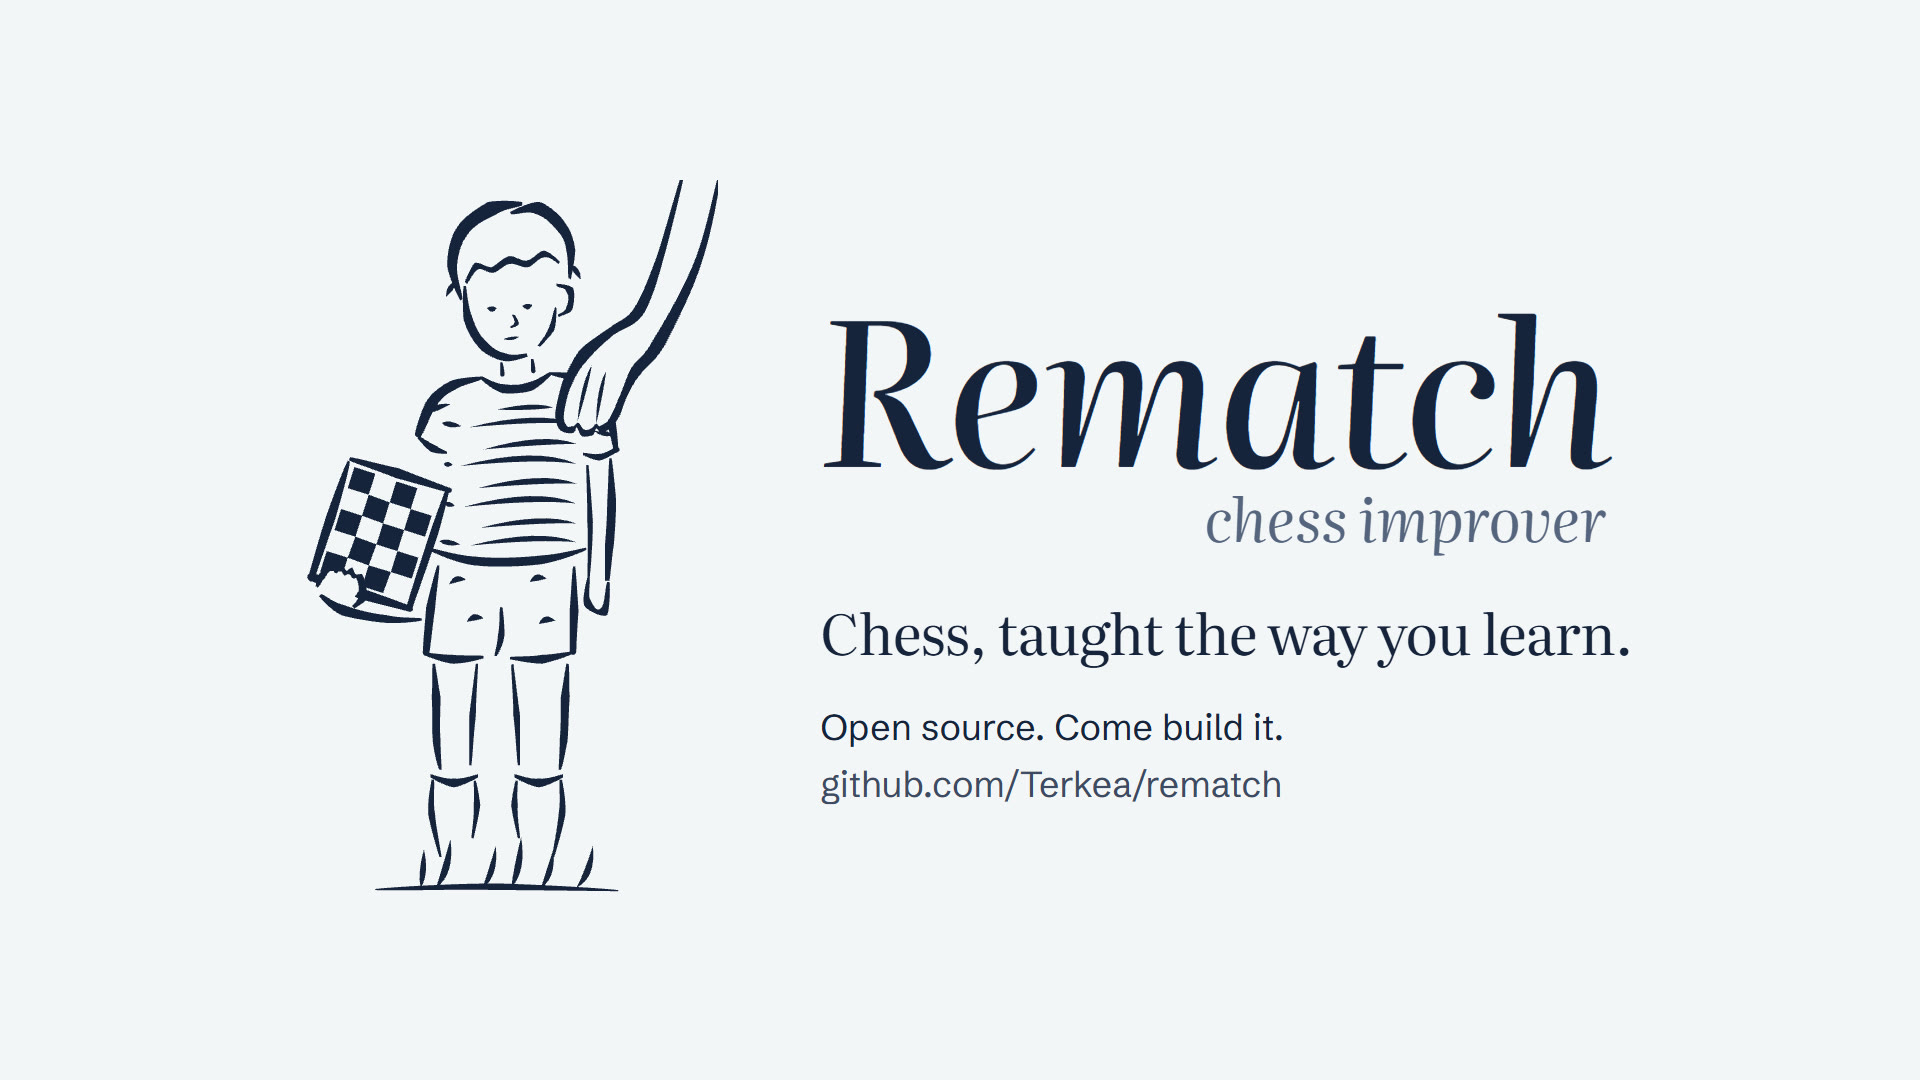 Rematch
chess improver
Chess, taught the way you learn.
Open source. Come build it.
github.com/Terkea/rematch